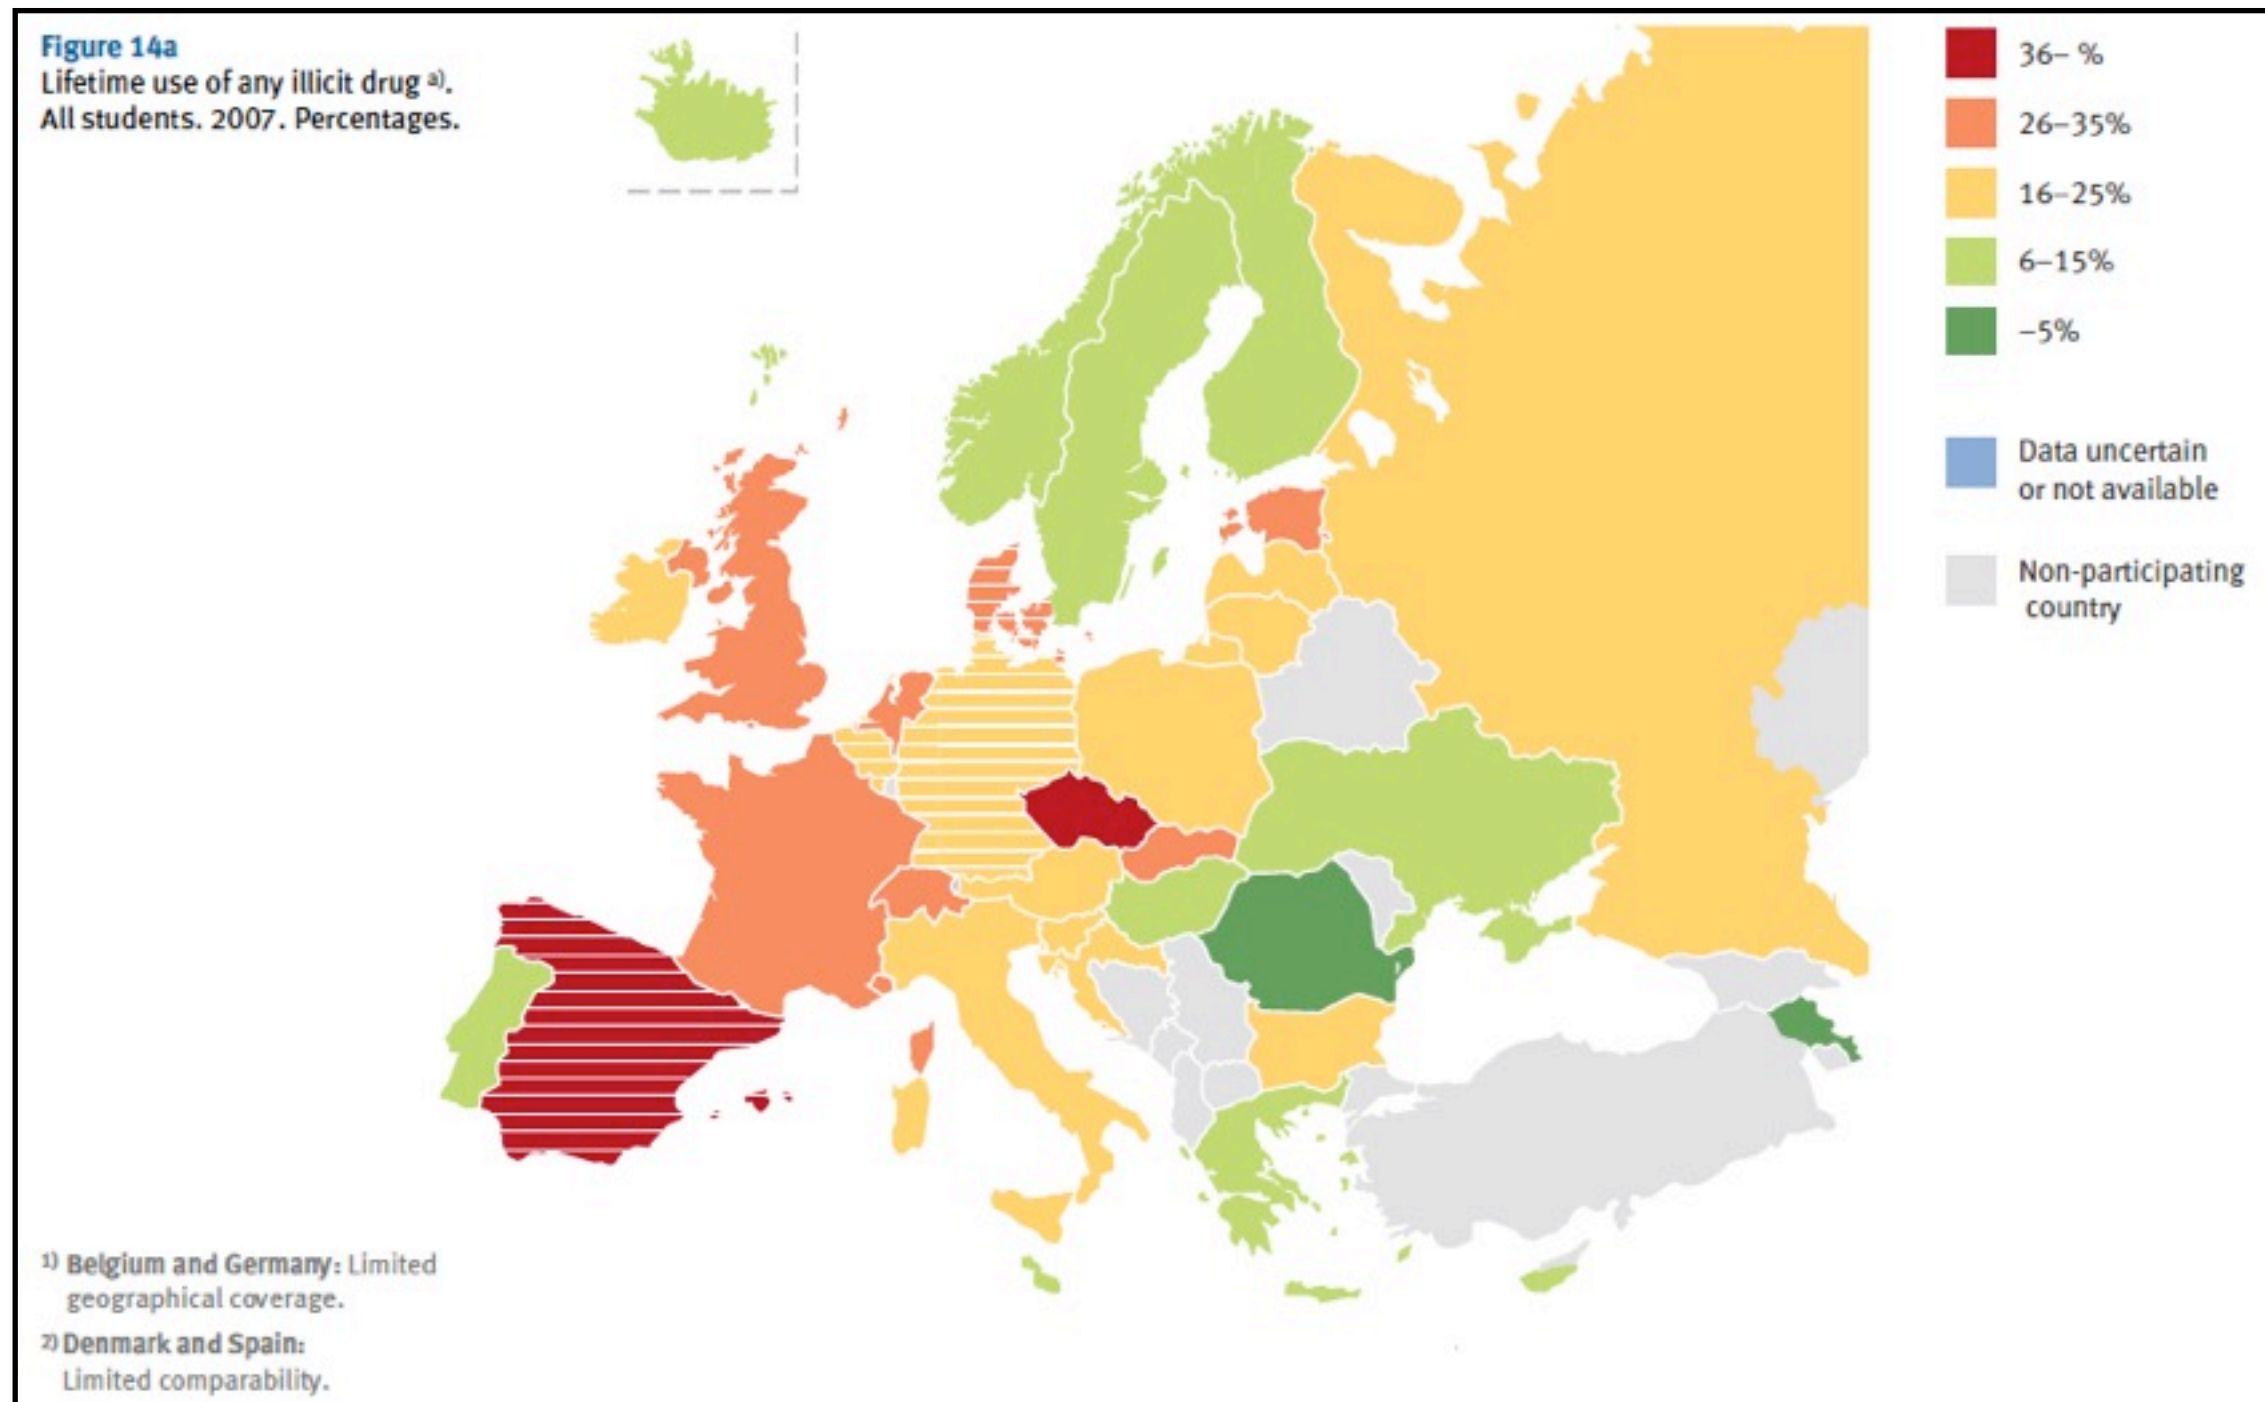 Figure 14a
Lifetime use of any illicit drug a).
All students. 2007. Percentages.
36– %
26–35%
16–25%
6–15%
–5%
Data uncertain
or not available
Non-participating
country
1) Belgium and Germany: Limited
geographical coverage.
2) Denmark and Spain:
Limited comparability.